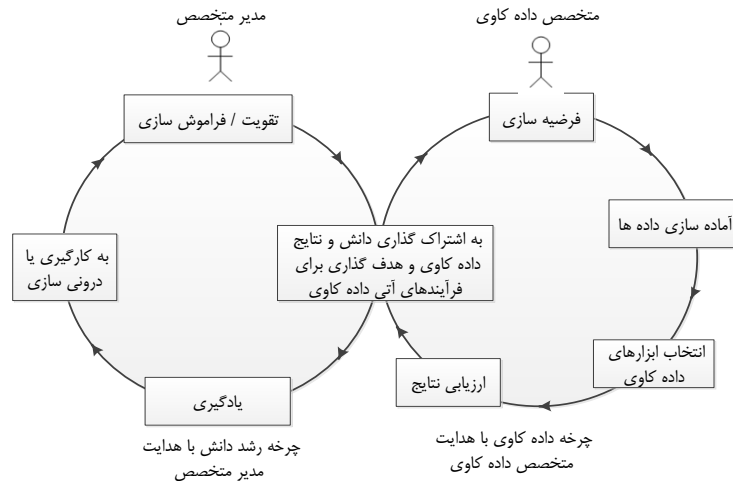 متخصص داده کاوی
مدیر متخصص
فرضیه سازی
تقویت / فراموش سازی
آماده سازی داده ها
به اشتراک گذاری دانش و نتایج
داده کاوی و هدف گذاری برای
فرآیندهای آتی داده کاوی
به کارگیری یا
درونی سازی
انتخاب ابزارهای
داده کاوی
ارزیابی نتایج
یادگیری
چرخه داده کاوی با هدایت
متخصص داده کاوی
چرخه رشد دانش با هدایت
مدیر متخصص